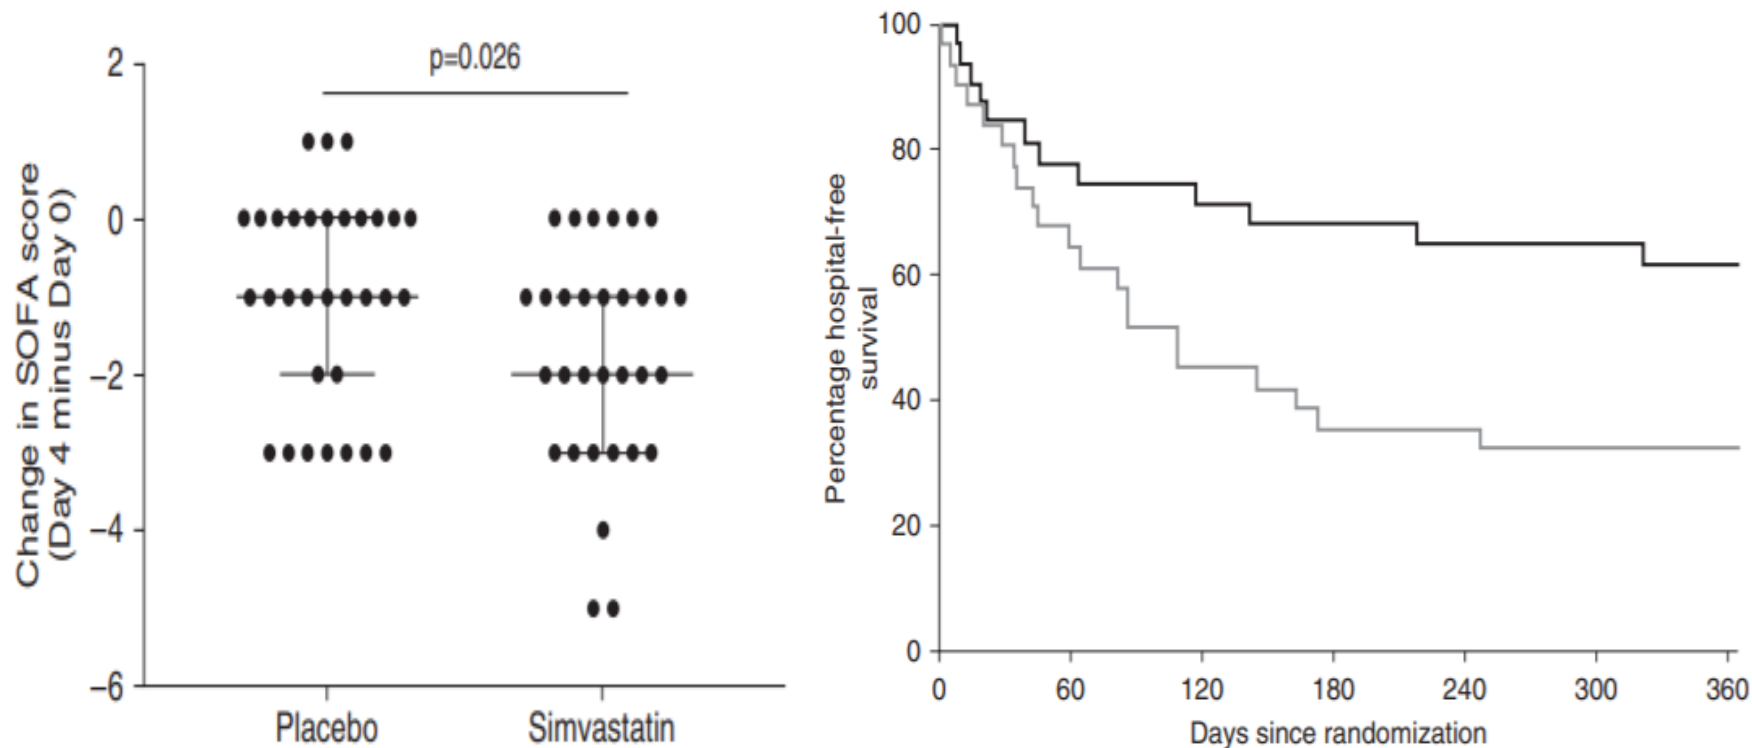 p=0.026
Change in SOFA score
(Day 4 minus Day 0)
2
0
−2
−4
−6
Placebo
Simvastatin
Percentage hospital-free
survival
100
80
60
40
20
0
0 60 120 180 240 300 360
Days since randomization